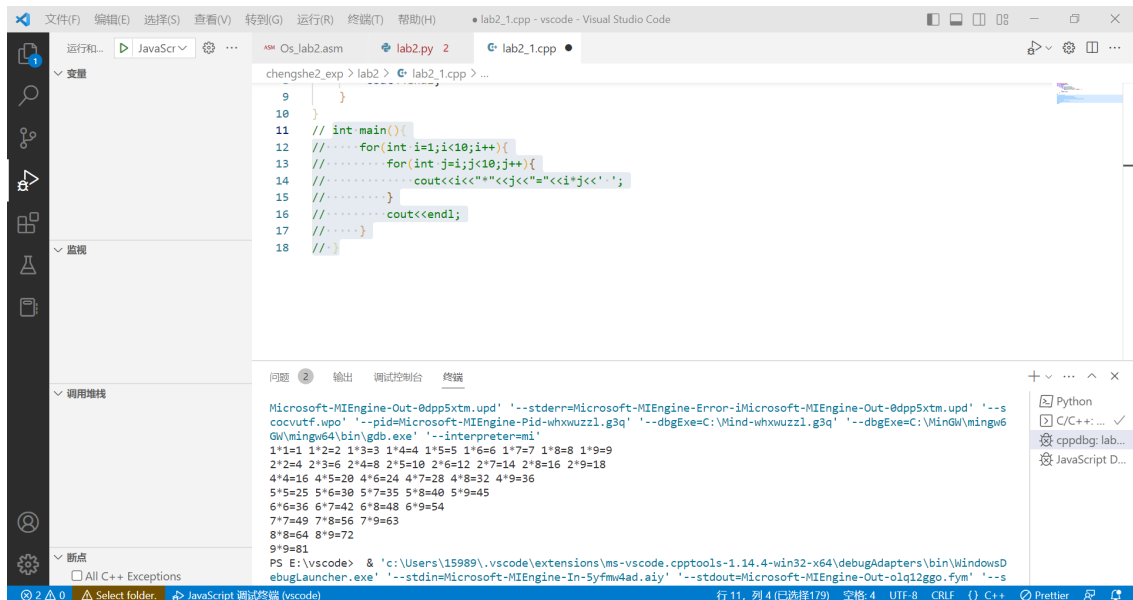 文件(F) 编辑(E) 选择(S) 查看(V) 转到(G) 运行(R) 终端(T) 帮助(H) ● lab2_1.cpp - vscode - Visual Studio Code
运行和... JavaScr ··· ASM Os_lab2.asm lab2.py 2 lab2_1.cpp ●
变量
chengshe2_exp > lab2 > lab2_1.cpp > ...
9 }
10 }
11 // int·main(){
12 //·····for(int·i=1;i<10;i++){
13 //·········for(int·j=i;j<10;j++){
14 //·············cout<<i<<"*"<<j<<"="<<i*j<<'·';
15 //·········}
16 //·········cout<<endl;
17 //·····}
18 //·}
监视
调用堆栈
断点
All C++ Exceptions
1
问题 2 输出 调试控制台 终端
Microsoft-MIEngine-Out-0dpp5xtm.upd' '--stderr=Microsoft-MIEngine-Error-iMicrosoft-MIEngine-Out-0dpp5xtm.upd' '--s
cocvutf.wpo' '--pid=Microsoft-MIEngine-Pid-whxwuzzl.g3q' '--dbgExe=C:\Mind-whxwuzzl.g3q' '--dbgExe=C:\MinGW\mingw6
GW\mingw64\bin\gdb.exe' '--interpreter=mi'
1*1=1 1*2=2 1*3=3 1*4=4 1*5=5 1*6=6 1*7=7 1*8=8 1*9=9
2*2=4 2*3=6 2*4=8 2*5=10 2*6=12 2*7=14 2*8=16 2*9=18
4*4=16 4*5=20 4*6=24 4*7=28 4*8=32 4*9=36
5*5=25 5*6=30 5*7=35 5*8=40 5*9=45
6*6=36 6*7=42 6*8=48 6*9=54
7*7=49 7*8=56 7*9=63
8*8=64 8*9=72
9*9=81
PS E:\vscode> & 'c:\Users\15989\.vscode\extensions\ms-vscode.cpptools-1.14.4-win32-x64\debugAdapters\bin\WindowsD
ebugLauncher.exe' '--stdin=Microsoft-MIEngine-In-5yfmw4ad.aiy' '--stdout=Microsoft-MIEngine-Out-olq12ggo.fym' '--s
Python
C/C++: ...
cppdbg: lab...
JavaScript D...
2 0 Select folder. JavaScript 调试终端 (vscode) 行 11, 列 4 (已选择179) 空格: 4 UTF-8 CRLF {} C++ Prettier